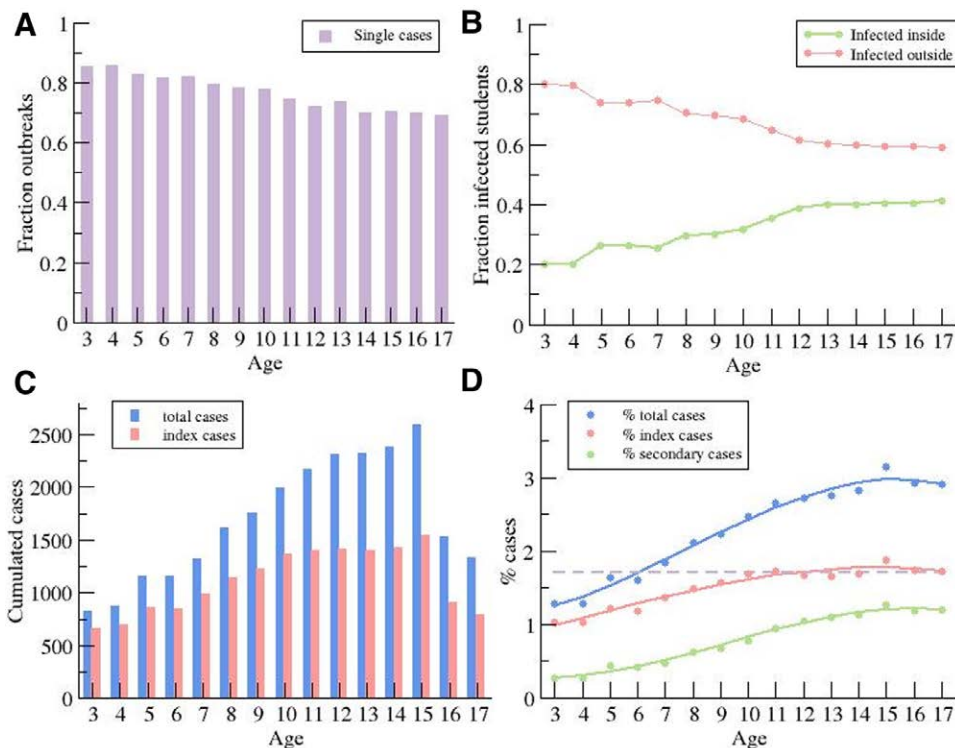 A
Single cases
Fraction outbreaks
1
0.8
0.6
0.4
0.2
0
3 4 5 6 7 8 9 10 11 12 13 14 15 16 17
Age
B
Infected inside
Infected outside
Fraction infected students
1
0.8
0.6
0.4
0.2
0
3 4 5 6 7 8 9 10 11 12 13 14 15 16 17
Age
C
total cases
index cases
Cumulated cases
2500
2000
1500
1000
500
0
3 4 5 6 7 8 9 10 11 12 13 14 15 16 17
Age
D
% total cases
% index cases
% secondary cases
% cases
4
3
2
1
0
3 4 5 6 7 8 9 10 11 12 13 14 15 16 17
Age